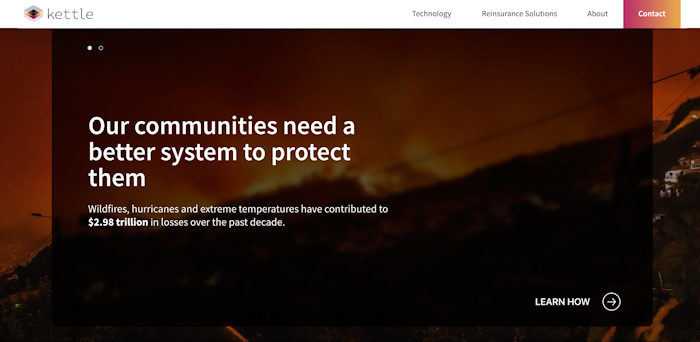 kettle
Technology
Reinsurance Solutions
About
Contact
Our communities need a
better system to protect
them
Wildfires, hurricanes and extreme temperatures have contributed to
$2.98 trillion in losses over the past decade.
LEARN HOW